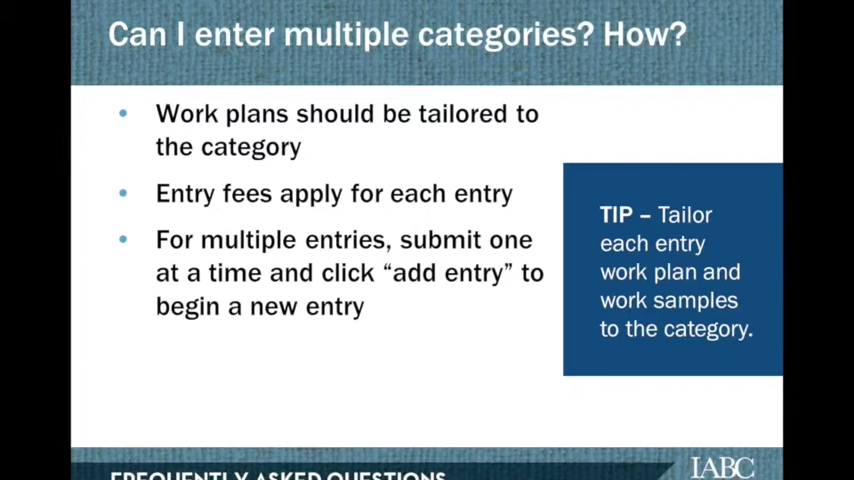 Can I enter multiple categories? How?
• Work plans should be tailored to
the category
• Entry fees apply for each entry
• For multiple entries, submit one
at a time and click “add entry” to
begin a new entry
TIP – Tailor
each entry
work plan and
work samples
to the category.
FREQUENTLY ASKED QUESTIONS
IABC